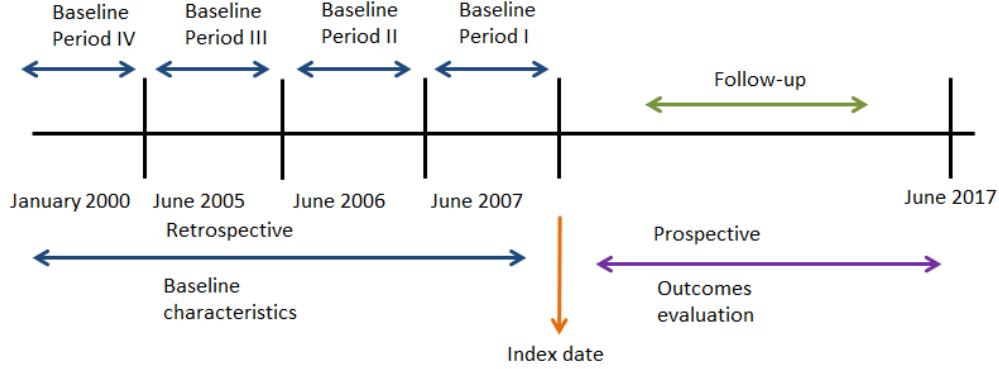 Baseline
Period IV
Baseline
Period III
Baseline
Period II
Baseline
Period I
Follow-up
January 2000
June 2005
June 2006
June 2007
June 2017
Retrospective
Prospective
Baseline
characteristics
Outcomes
evaluation
Index date